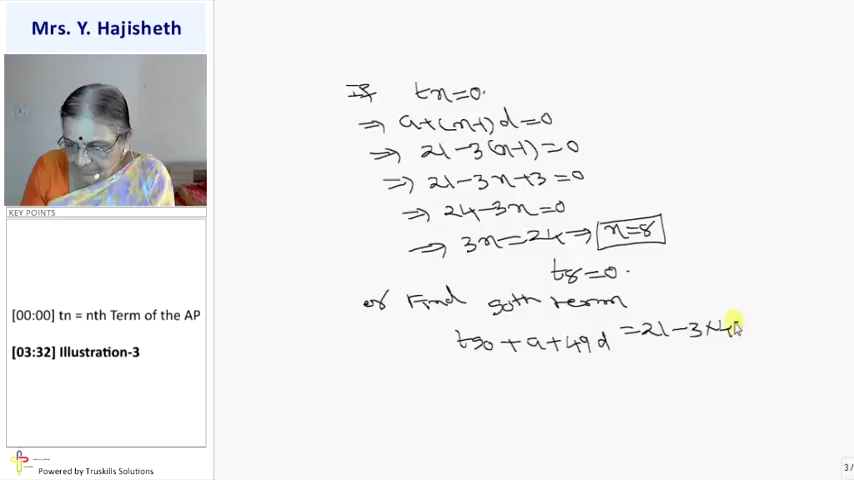 Mrs. Y. Hajisheth
KEY POINTS
[00:00] tn = nth Term of the AP
[03:32] Illustration-3
Powered by Truskills Solutions
If tn=0.
⇒ a+(n-1)d=0
⇒ 21-3(n-1)=0
⇒ 21-3n+3=0
⇒ 24-3n=0
⇒ 3n=24⇒ n=8
t8=0.
Find 50th term
t50 + a+49d =21-3×49
3/